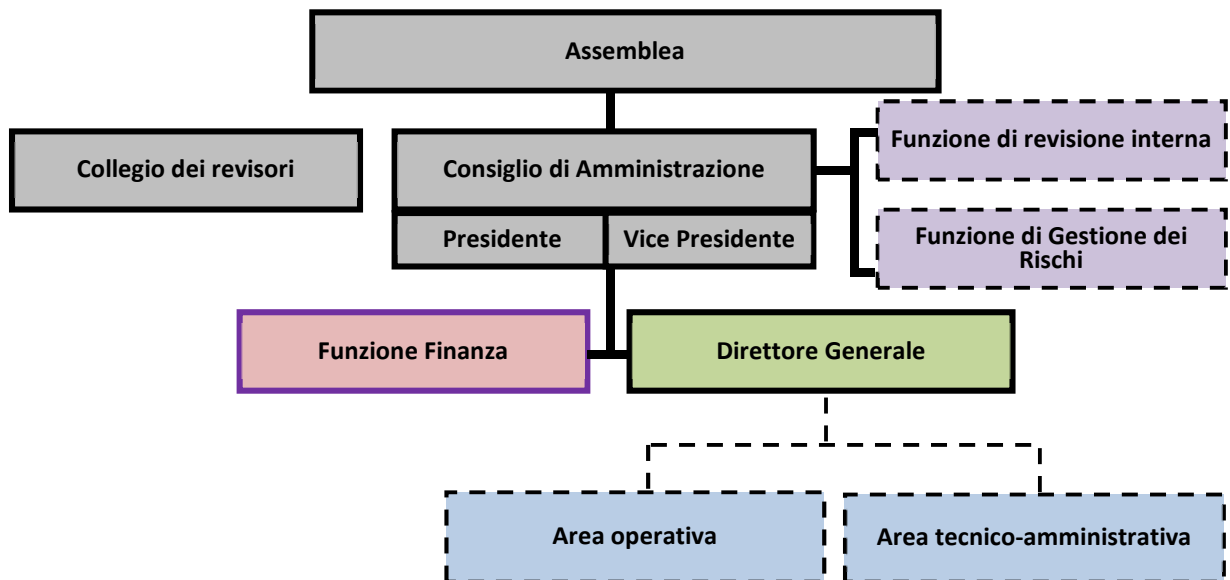 Assemblea
Funzione di revisione interna
Collegio dei revisori
Consiglio di Amministrazione
Presidente
Vice Presidente
Funzione di Gestione dei
Rischi
Funzione Finanza
Direttore Generale
Area operativa
Area tecnico-amministrativa